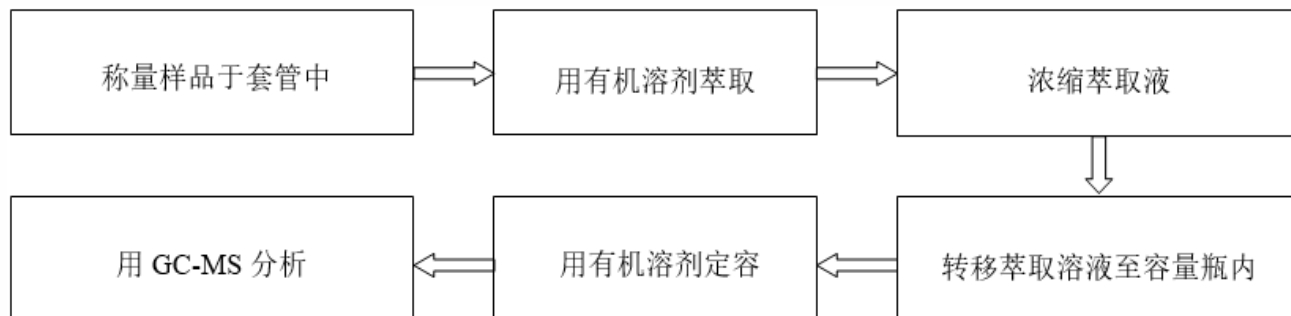 称量样品于套管中
用有机溶剂萃取
浓缩萃取液
转移萃取溶液至容量瓶内
用有机溶剂定容
用 GC-MS 分析